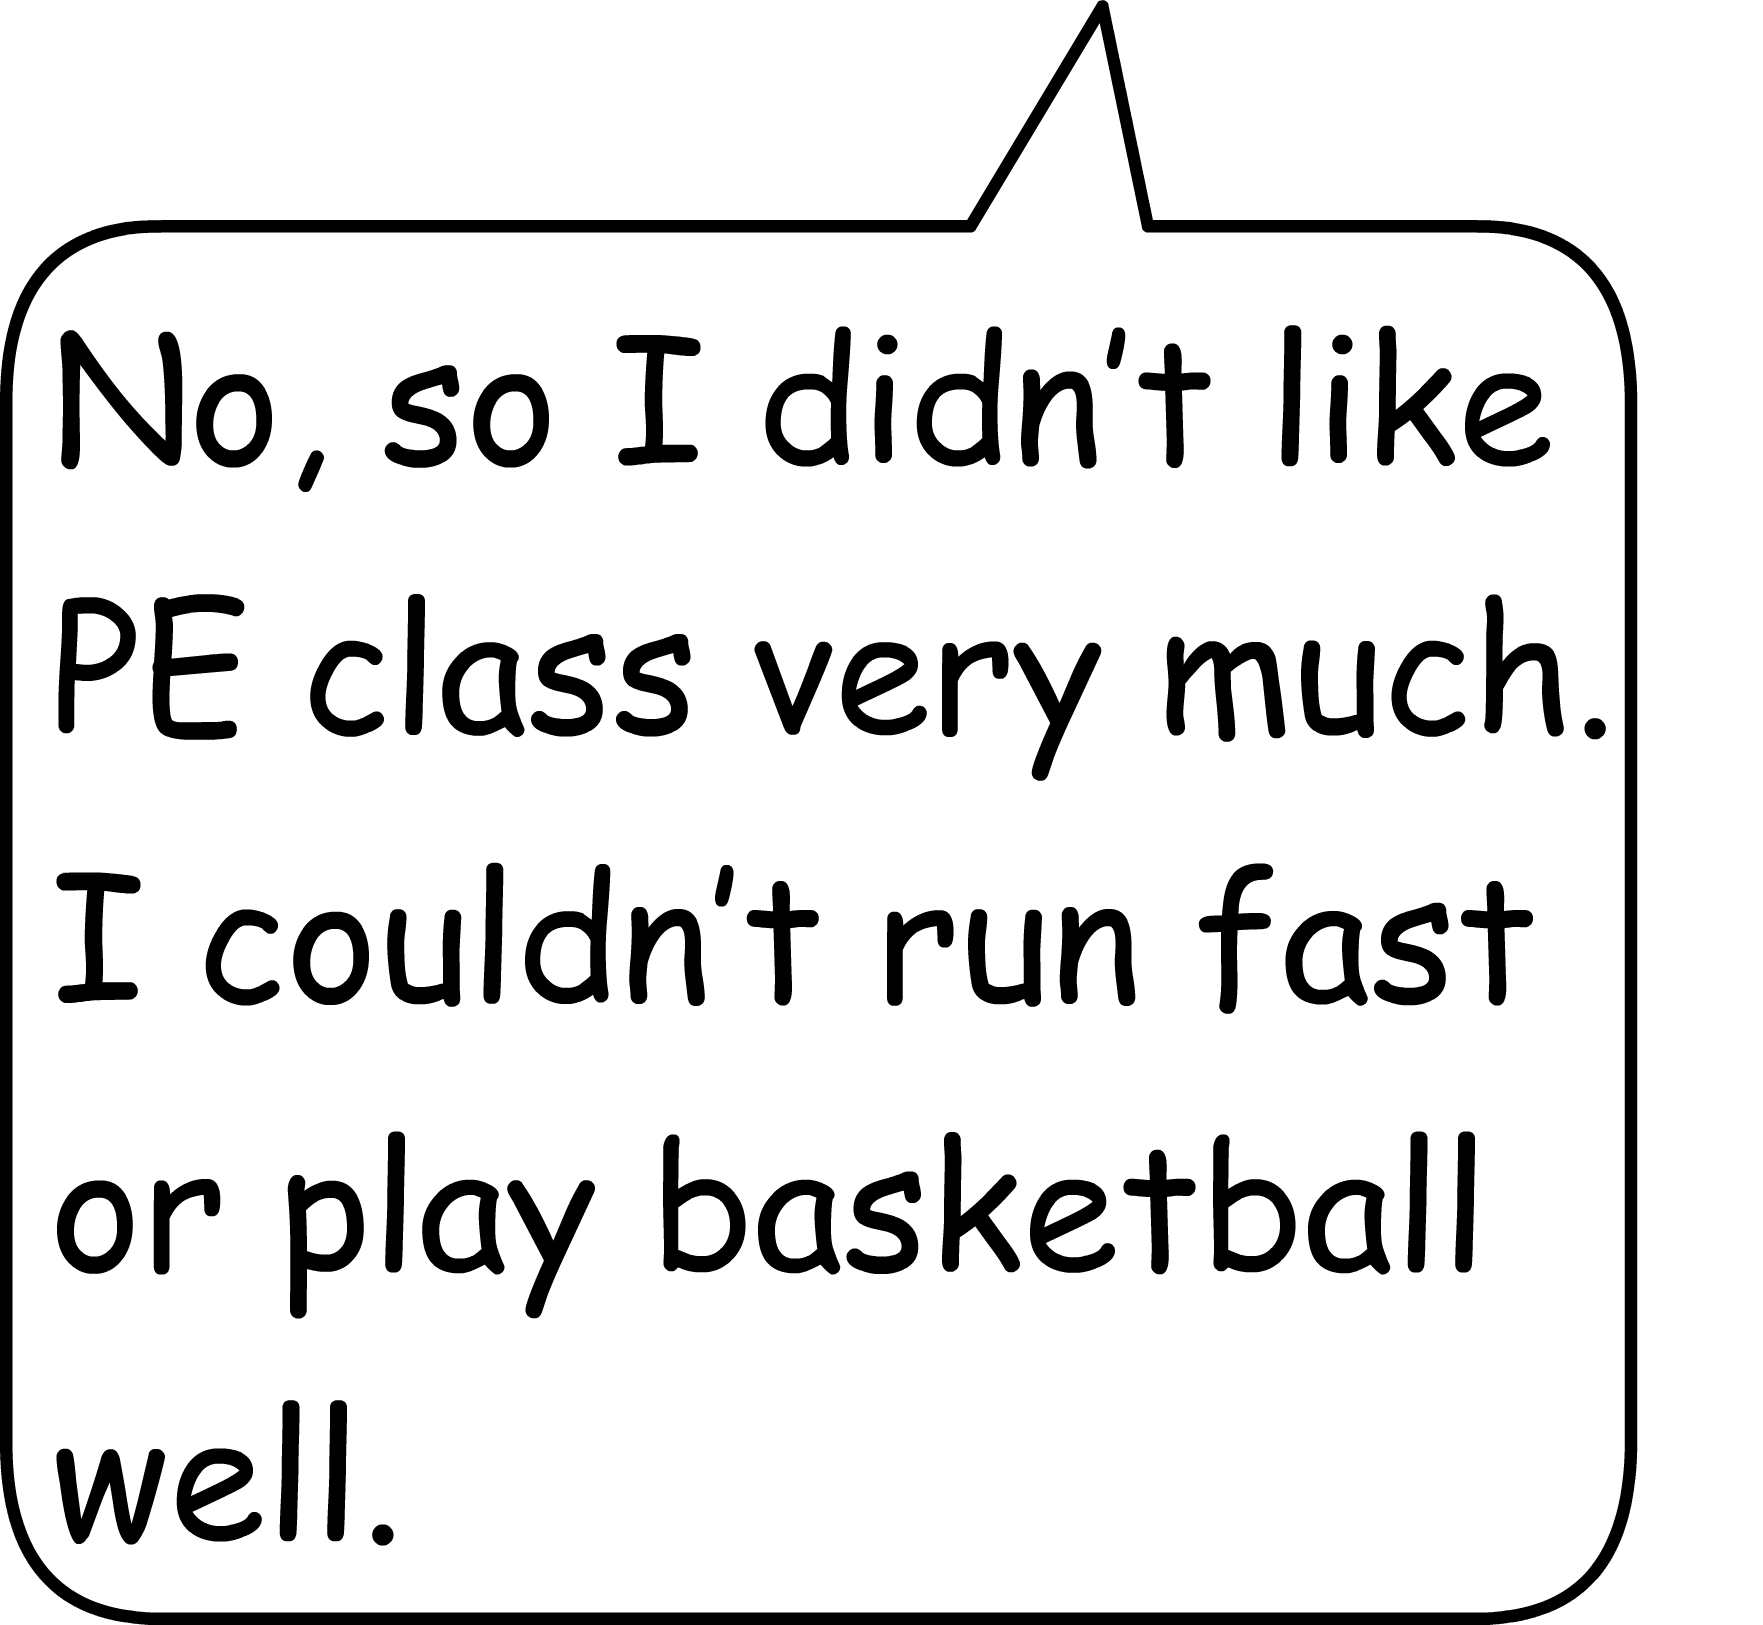 No, so I didn't like
PE class very much.
I couldn't run fast
or play basketball
well.